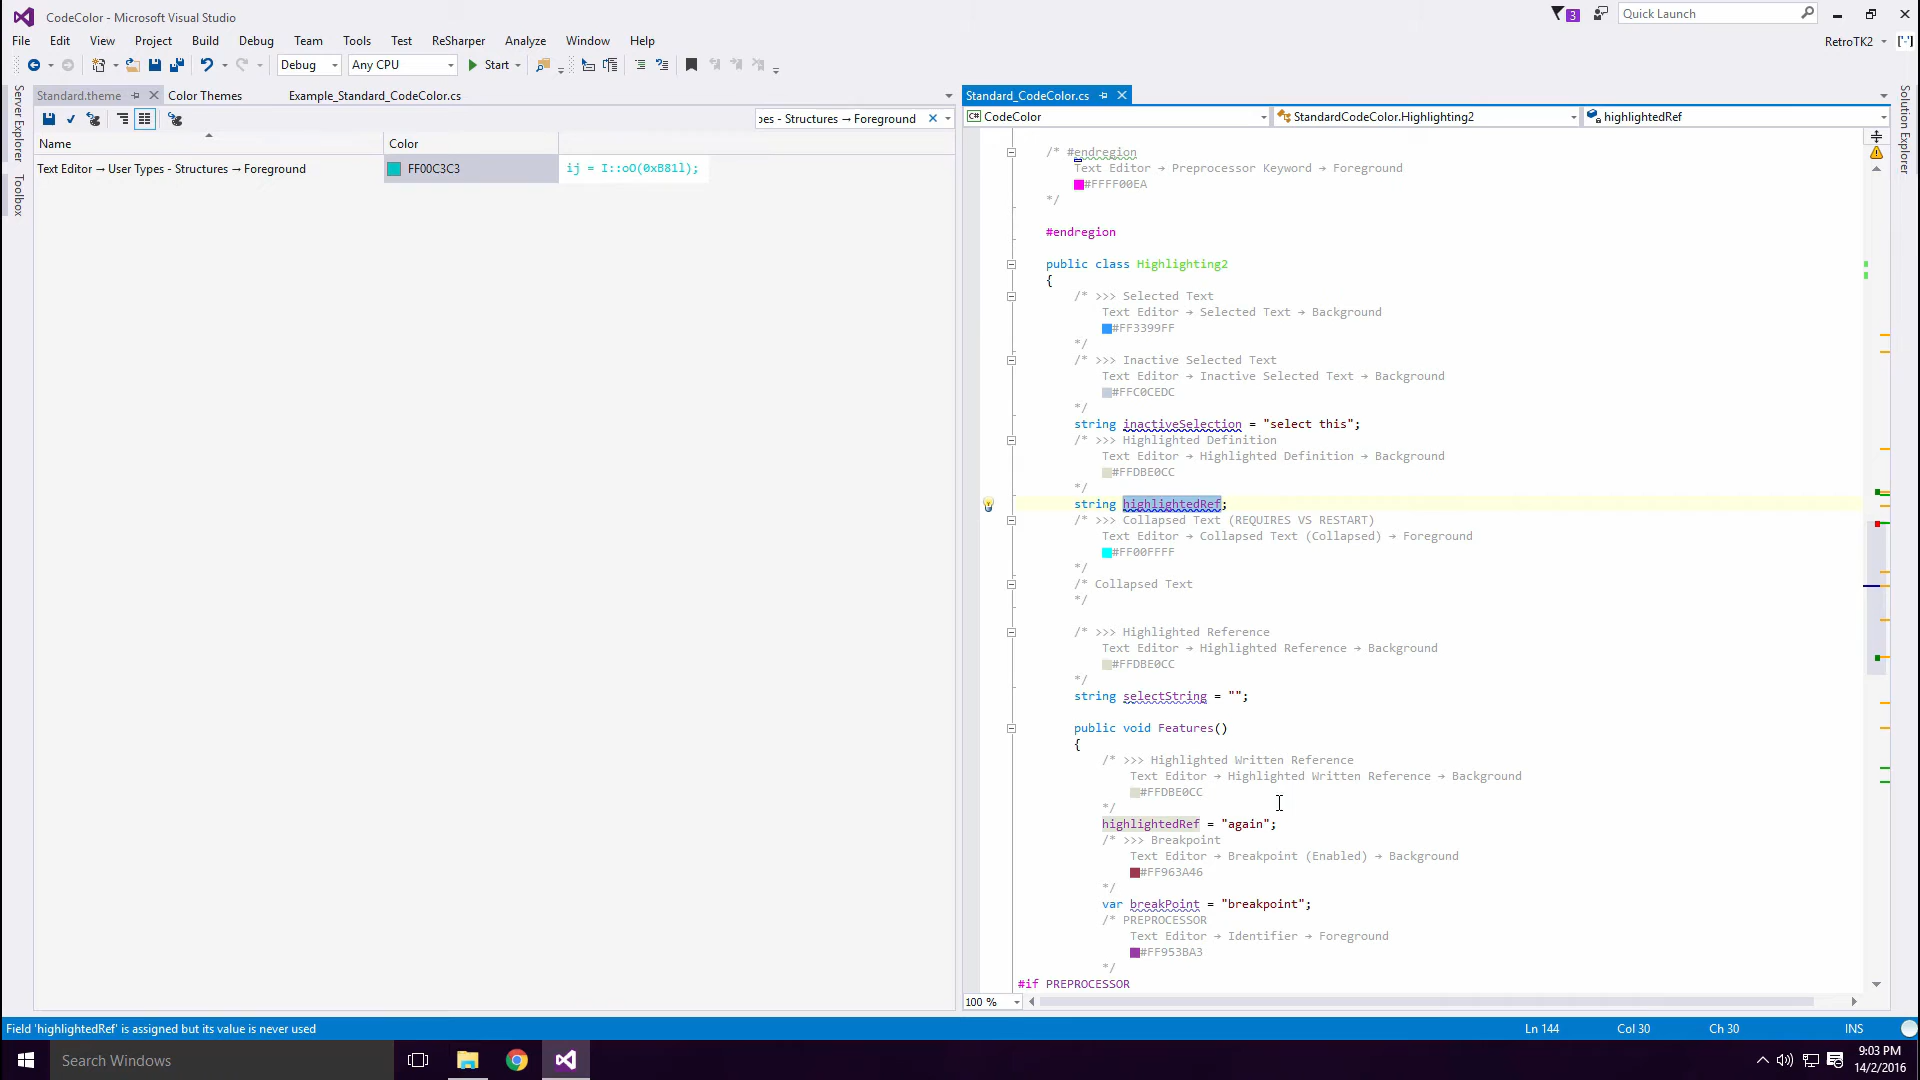 CodeColor - Microsoft Visual Studio
3
Quick Launch
File Edit View Project Build Debug Team Tools Test ReSharper Analyze Window Help
RetroTK2
Debug Any CPU Start
Server Explorer
Toolbox
Solution Explorer
Standard.theme Color Themes Example_Standard_CodeColor.cs
pes - Structures → Foreground
Name Color
Text Editor → User Types - Structures → Foreground FF00C3C3 ij = I::oO(0xB81l);
Standard_CodeColor.cs
C# CodeColor StandardCodeColor.Highlighting2 highlightedRef
/* #endregion
Text Editor → Preprocessor Keyword → Foreground
#FFFF00EA
*/
#endregion
public class Highlighting2
{
/* >>> Selected Text
Text Editor → Selected Text → Background
#FF3399FF
*/
/* >>> Inactive Selected Text
Text Editor → Inactive Selected Text → Background
#FFC0CEDC
*/
string inactiveSelection = "select this";
/* >>> Highlighted Definition
Text Editor → Highlighted Definition → Background
#FFDBE0CC
*/
string highlightedRef;
/* >>> Collapsed Text (REQUIRES VS RESTART)
Text Editor → Collapsed Text (Collapsed) → Foreground
#FF00FFFF
*/
/* Collapsed Text
*/
/* >>> Highlighted Reference
Text Editor → Highlighted Reference → Background
#FFDBE0CC
*/
string selectString = "";
public void Features()
{
/* >>> Highlighted Written Reference
Text Editor → Highlighted Written Reference → Background
#FFDBE0CC
*/
highlightedRef = "again";
/* >>> Breakpoint
Text Editor → Breakpoint (Enabled) → Background
#FF963A46
*/
var breakPoint = "breakpoint";
/* PREPROCESSOR
Text Editor → Identifier → Foreground
#FF953BA3
*/
#if PREPROCESSOR
100 %
Field 'highlightedRef' is assigned but its value is never used Ln 144 Col 30 Ch 30 INS
Search Windows
9:03 PM
14/2/2016